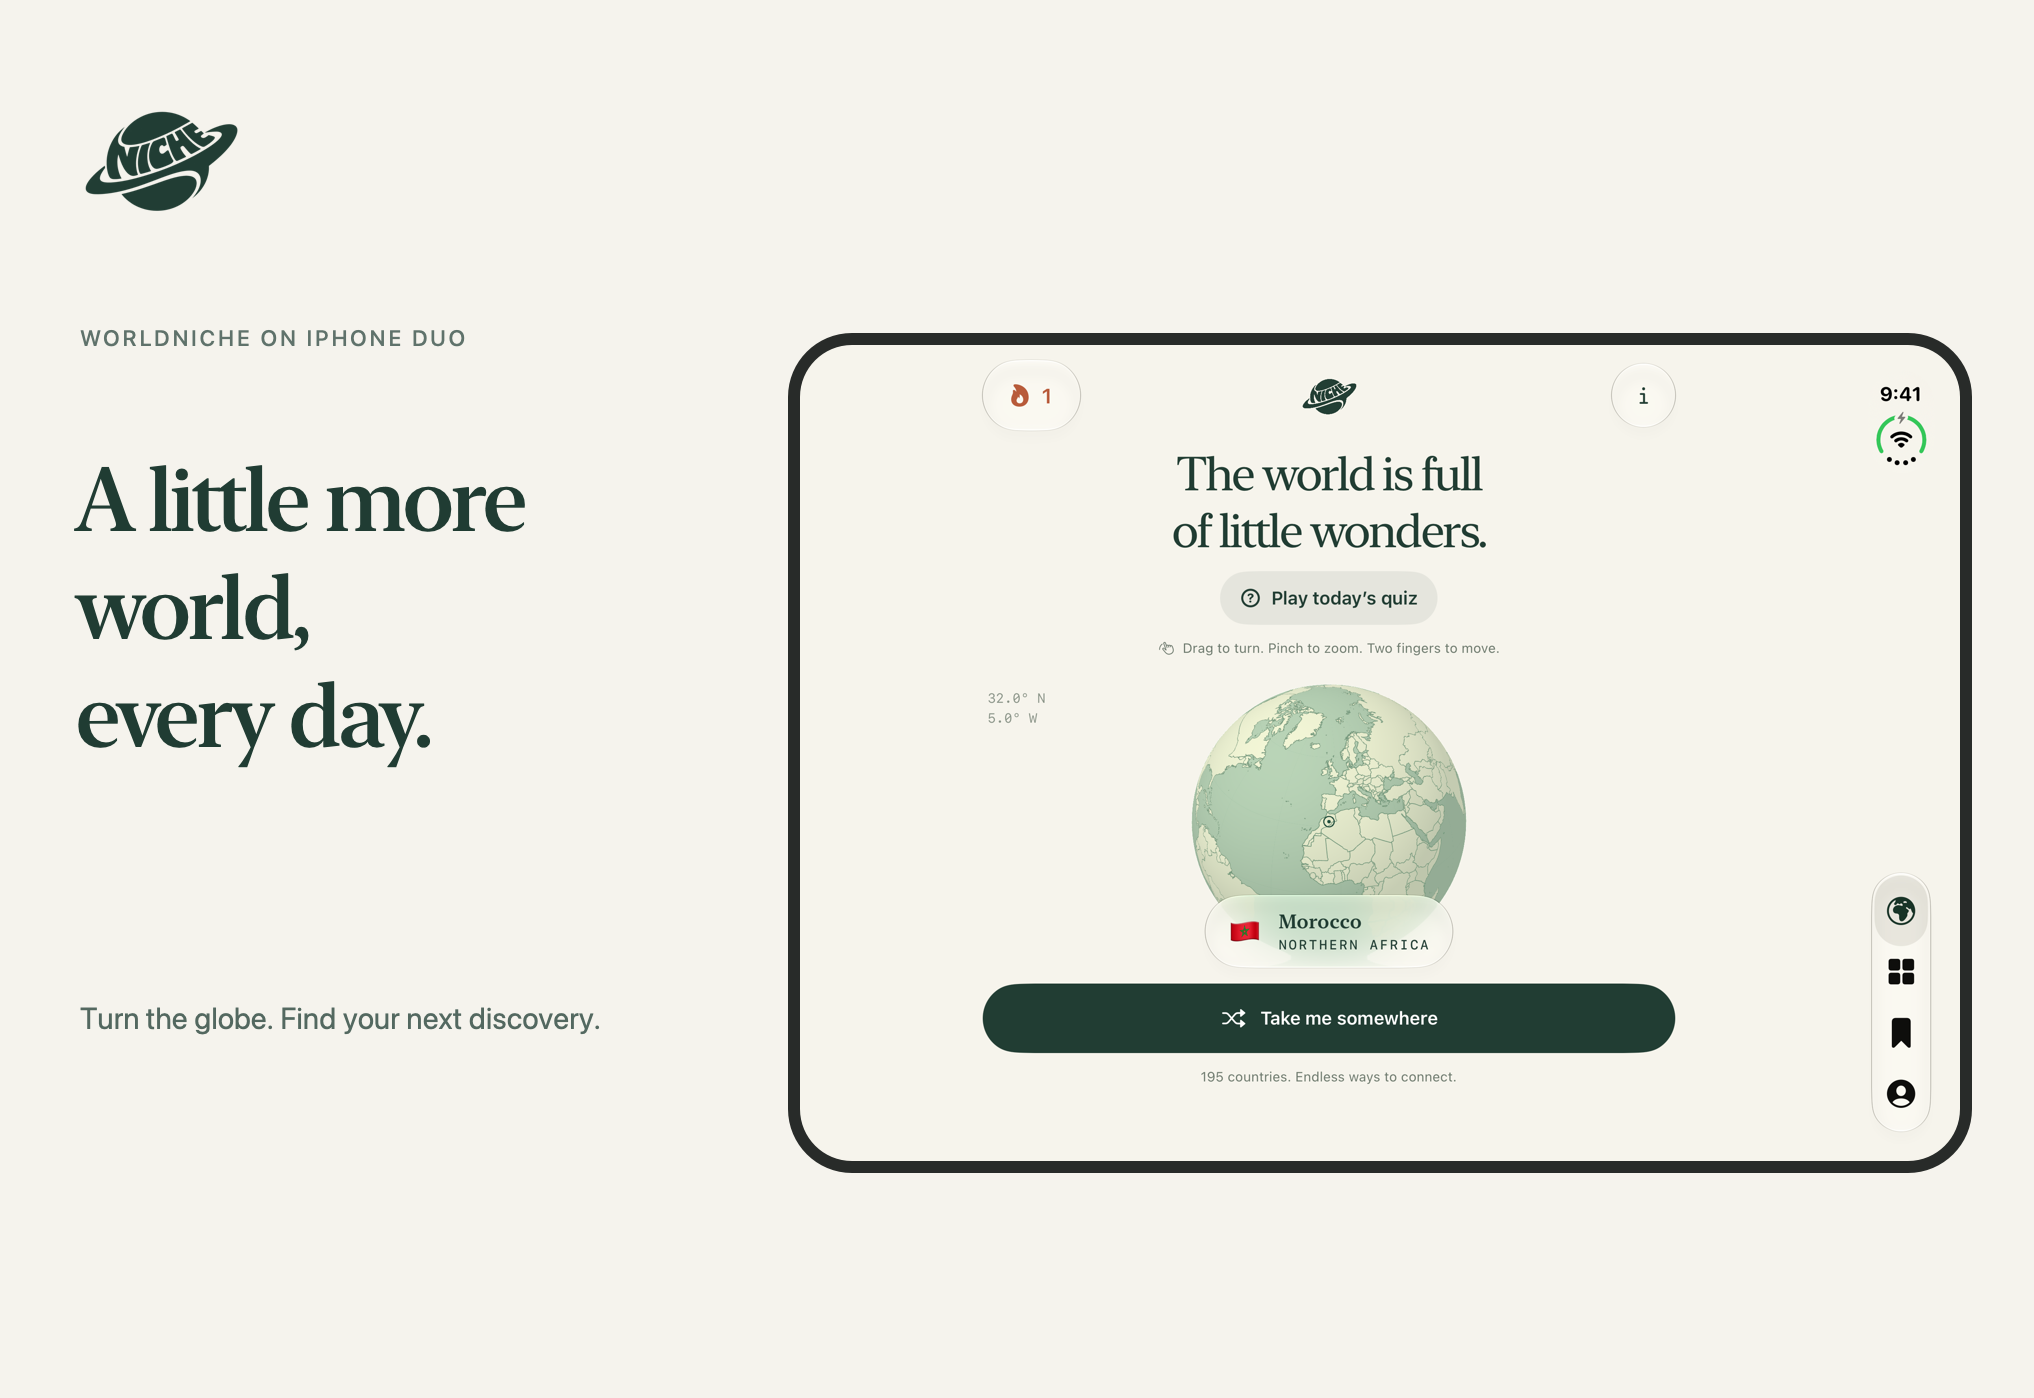 NICHE
WORLDNICHE ON IPHONE DUO
A little more
world,
every day.
Turn the globe. Find your next discovery.
1
NICHE
i
9:41
The world is full
of little wonders.
Play today’s quiz
Drag to turn. Pinch to zoom. Two fingers to move.
32.0° N
5.0° W
Morocco
NORTHERN AFRICA
Take me somewhere
195 countries. Endless ways to connect.